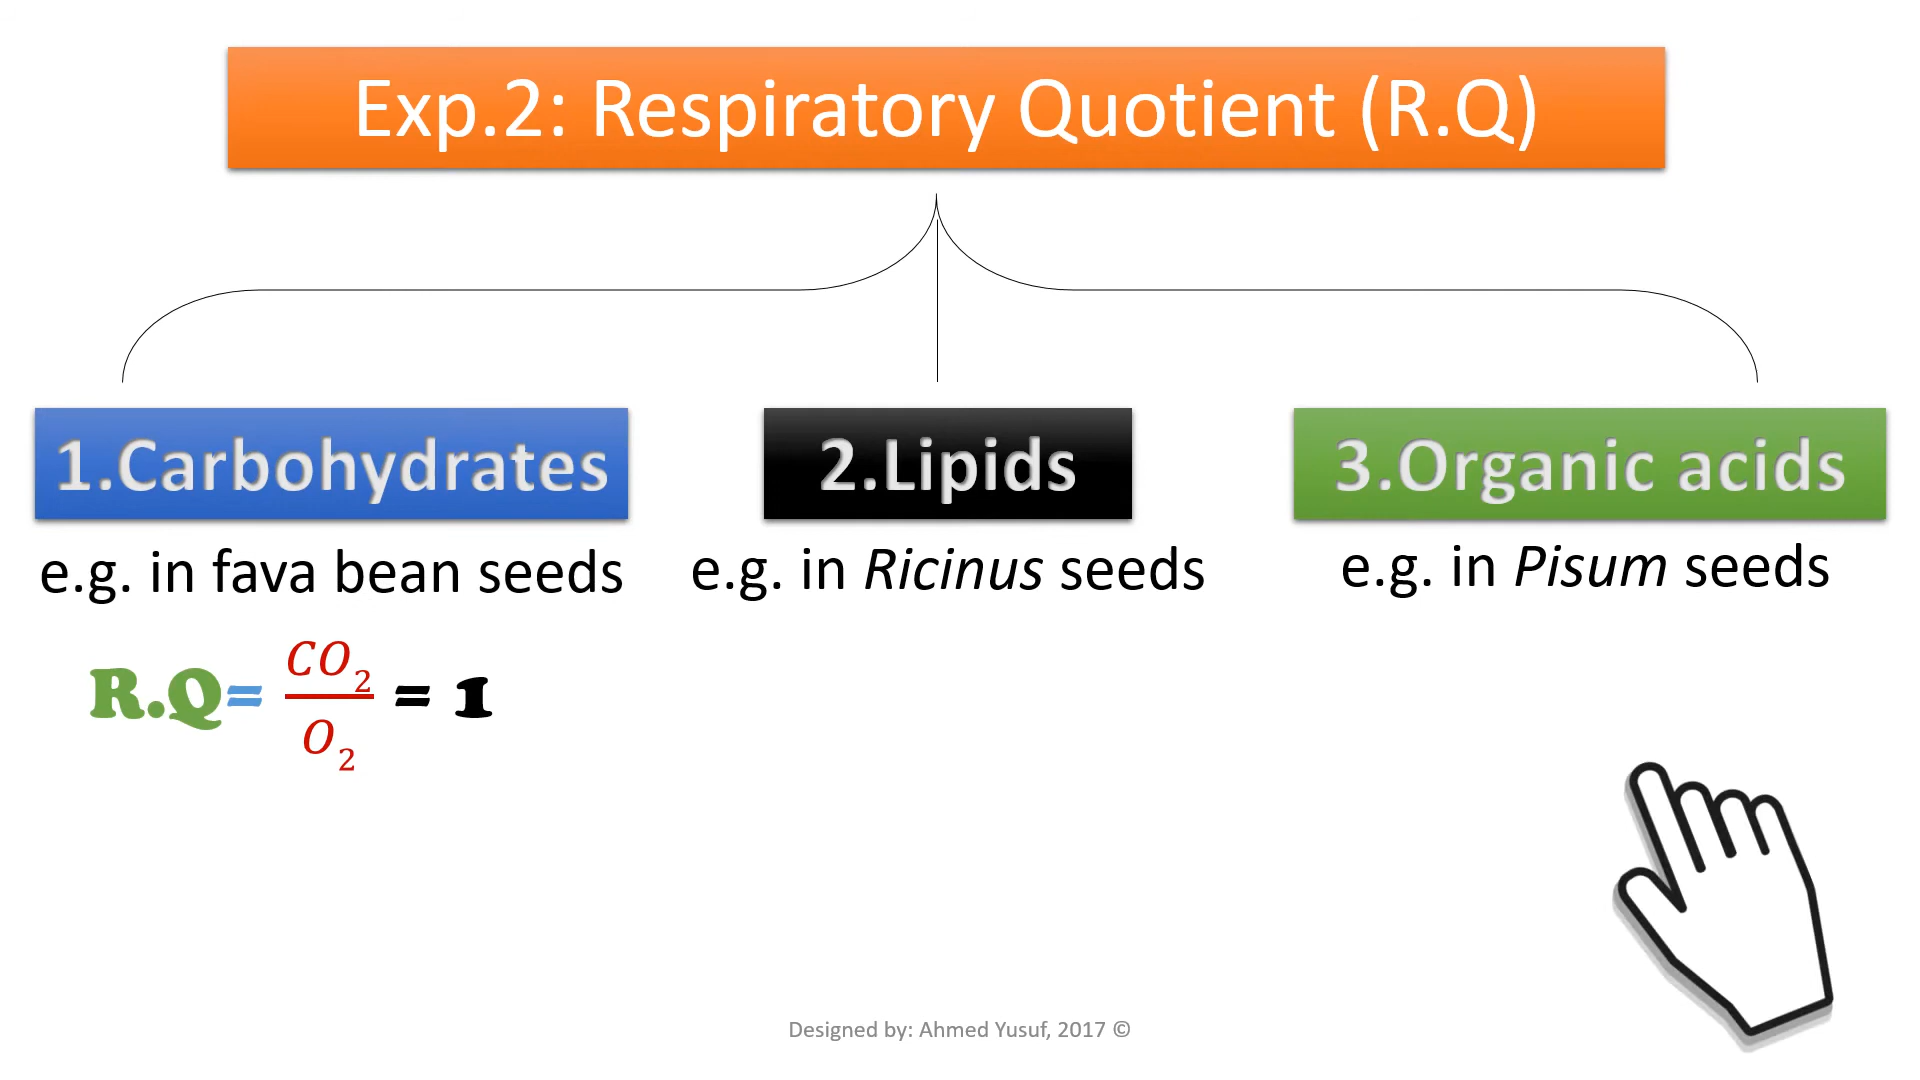 Exp.2: Respiratory Quotient (R.Q)
1.Carbohydrates
e.g. in fava bean seeds
R.Q= CO₂/O₂ = 1
2.Lipids
e.g. in Ricinus seeds
3.Organic acids
e.g. in Pisum seeds
Designed by: Ahmed Yusuf, 2017 ©